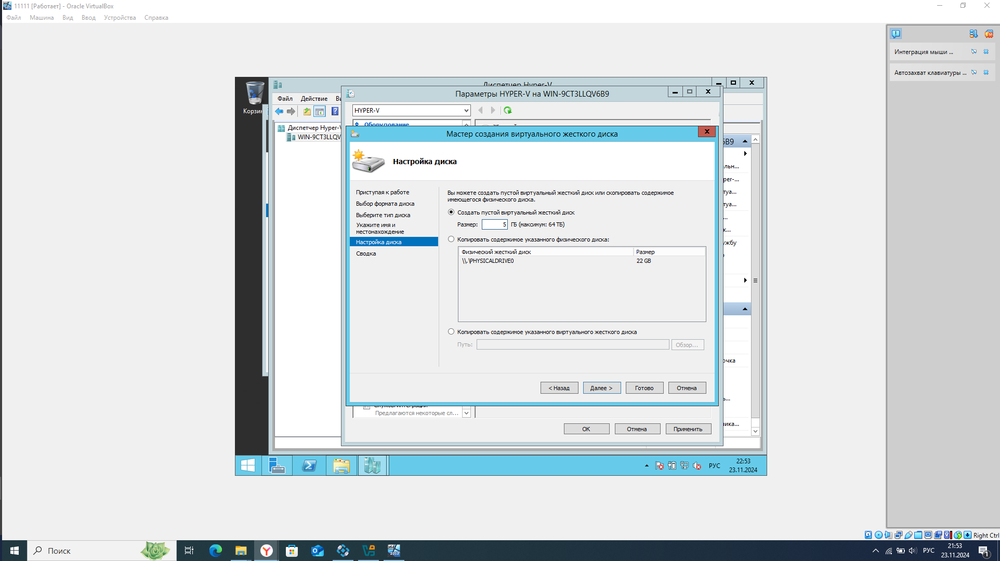 11111 [Работает] - Oracle VirtualBox
Файл Машина Вид Ввод Устройства Справка
Интеграция мыши ...
Автозахват клавиатуры ...
Корзин
Диспетчер Hyper-V
Файл Действие Ви
Диспетчер Hyper-V
WIN-9CT3LLQV
Параметры HYPER-V на WIN-9CT3LLQV6B9
HYPER-V
Оборудование
Мастер создания виртуального жесткого диска
Настройка диска
Приступая к работе
Выбор формата диска
Выберите тип диска
Укажите имя и
местонахождение
Настройка диска
Сводка
Вы можете создать пустой виртуальный жесткий диск или скопировать содержимое
имеющегося физического диска.
Создать пустой виртуальный жесткий диск
Размер: 5 ГБ (максимум: 64 ТБ)
Копировать содержимое указанного физического диска:
Физический жесткий диск Размер
\\.\PHYSICALDRIVE0 22 GB
Копировать содержимое указанного виртуального жесткого диска
Путь: Обзор...
< Назад Далее > Готово Отмена
6B9
льн...
per-...
туа...
туа...
...
к...
ужбу
очка
ь...
ика...
Службы интеграции
Предлагаются некоторые сл...
ОК Отмена Применить
РУС
22:53
23.11.2024
Right Ctrl
Поиск
x64
2012
РУС
21:53
23.11.2024
1